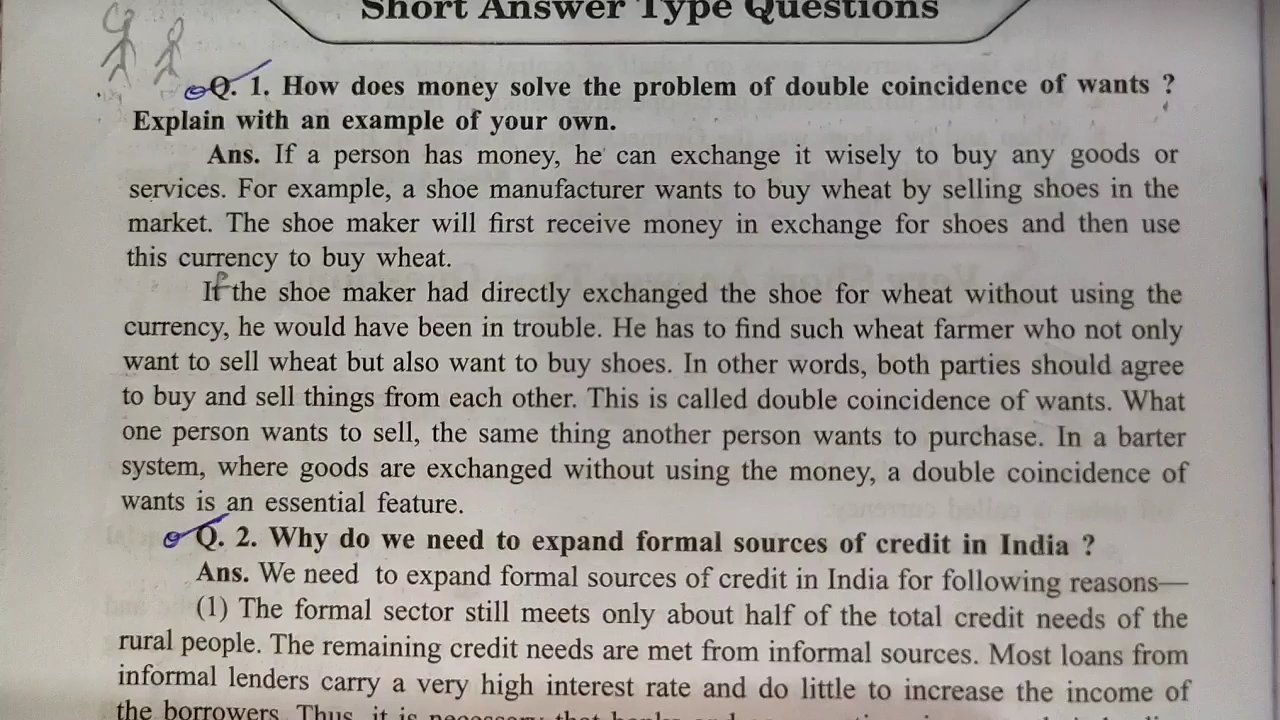 Short Answer Type Questions
Q. 1. How does money solve the problem of double coincidence of wants ?
Explain with an example of your own.
Ans. If a person has money, he can exchange it wisely to buy any goods or
services. For example, a shoe manufacturer wants to buy wheat by selling shoes in the
market. The shoe maker will first receive money in exchange for shoes and then use
this currency to buy wheat.
If the shoe maker had directly exchanged the shoe for wheat without using the
currency, he would have been in trouble. He has to find such wheat farmer who not only
want to sell wheat but also want to buy shoes. In other words, both parties should agree
to buy and sell things from each other. This is called double coincidence of wants. What
one person wants to sell, the same thing another person wants to purchase. In a barter
system, where goods are exchanged without using the money, a double coincidence of
wants is an essential feature.
Q. 2. Why do we need to expand formal sources of credit in India ?
Ans. We need to expand formal sources of credit in India for following reasons—
(1) The formal sector still meets only about half of the total credit needs of the
rural people. The remaining credit needs are met from informal sources. Most loans from
informal lenders carry a very high interest rate and do little to increase the income of
the borrowers. Thus, it is necessary that banks and